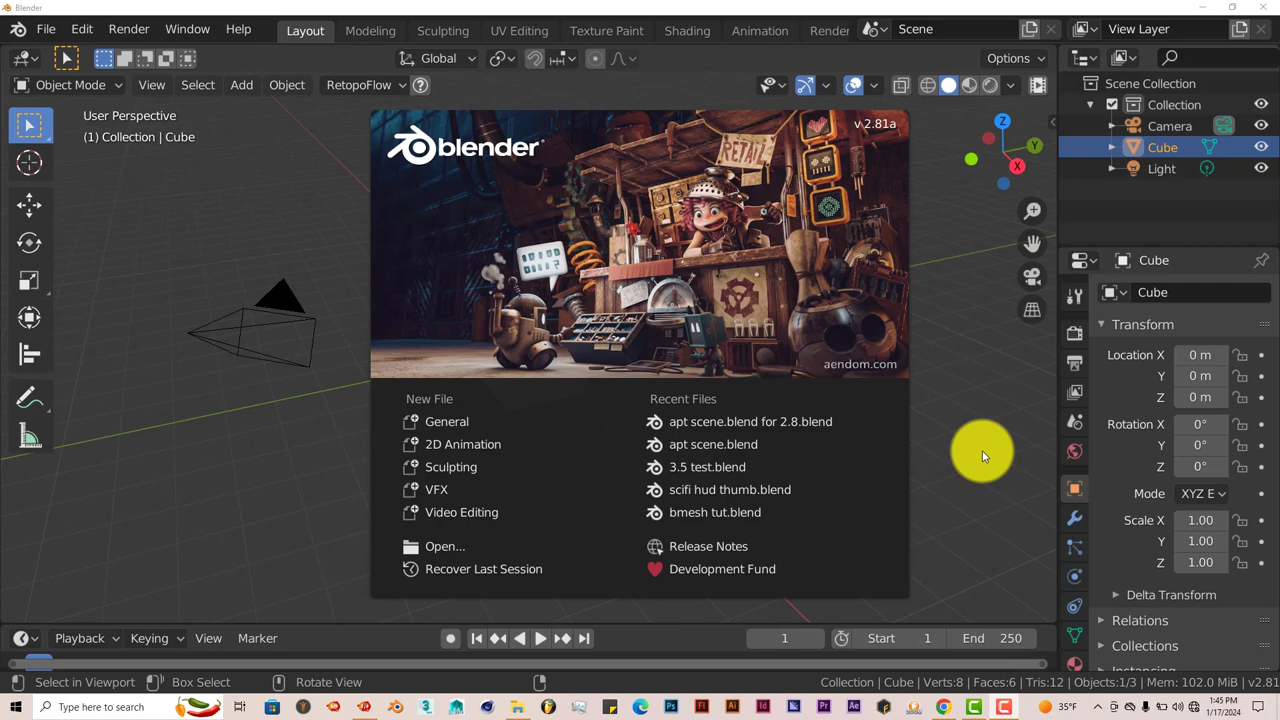 Blender
File Edit Render Window Help
Layout Modeling Sculpting UV Editing Texture Paint Shading Animation Render
Scene
View Layer
Global
Options
Object Mode View Select Add Object RetopoFlow ?
User Perspective
(1) Collection | Cube
Z
Y
X
blender
v 2.81a
RETAIL
aendom.com
New File
General
2D Animation
Sculpting
VFX
Video Editing
Open...
Recover Last Session
Recent Files
apt scene.blend for 2.8.blend
apt scene.blend
3.5 test.blend
scifi hud thumb.blend
bmesh tut.blend
Release Notes
Development Fund
Scene Collection
Collection
Camera
Cube
Light
Cube
Cube
Transform
Location X 0 m
Y 0 m
Z 0 m
Rotation X 0°
Y 0°
Z 0°
Mode XYZ E
Scale X 1.00
Y 1.00
Z 1.00
Delta Transform
Relations
Collections
Instancing
Playback Keying View Marker
1
Start 1 End 250
Select in Viewport Box Select Rotate View
Collection | Cube | Verts:8 | Faces:6 | Tris:12 | Objects:1/3 | Mem: 102.0 MiB | v2.81
Type here to search
35°F
1:45 PM
1/17/2024